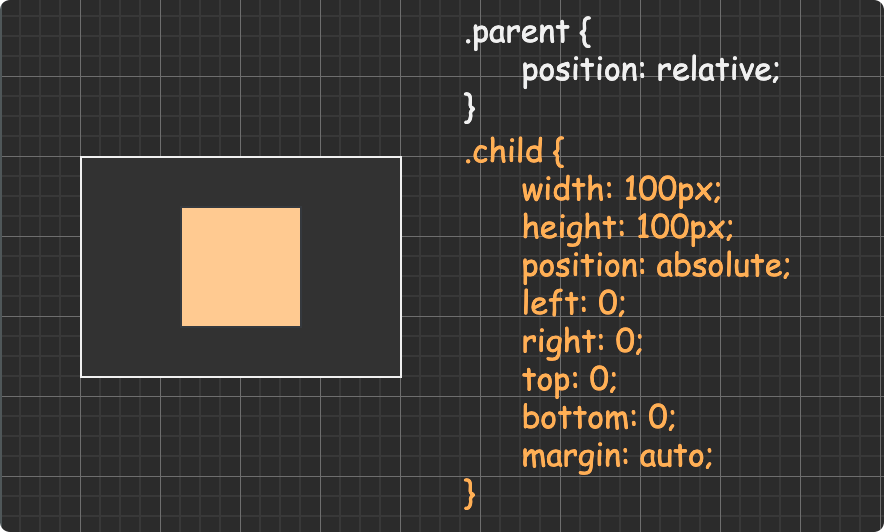 .parent {
position: relative;
}
.child {
width: 100px;
height: 100px;
position: absolute;
left: 0;
right: 0;
top: 0;
bottom: 0;
margin: auto;
}